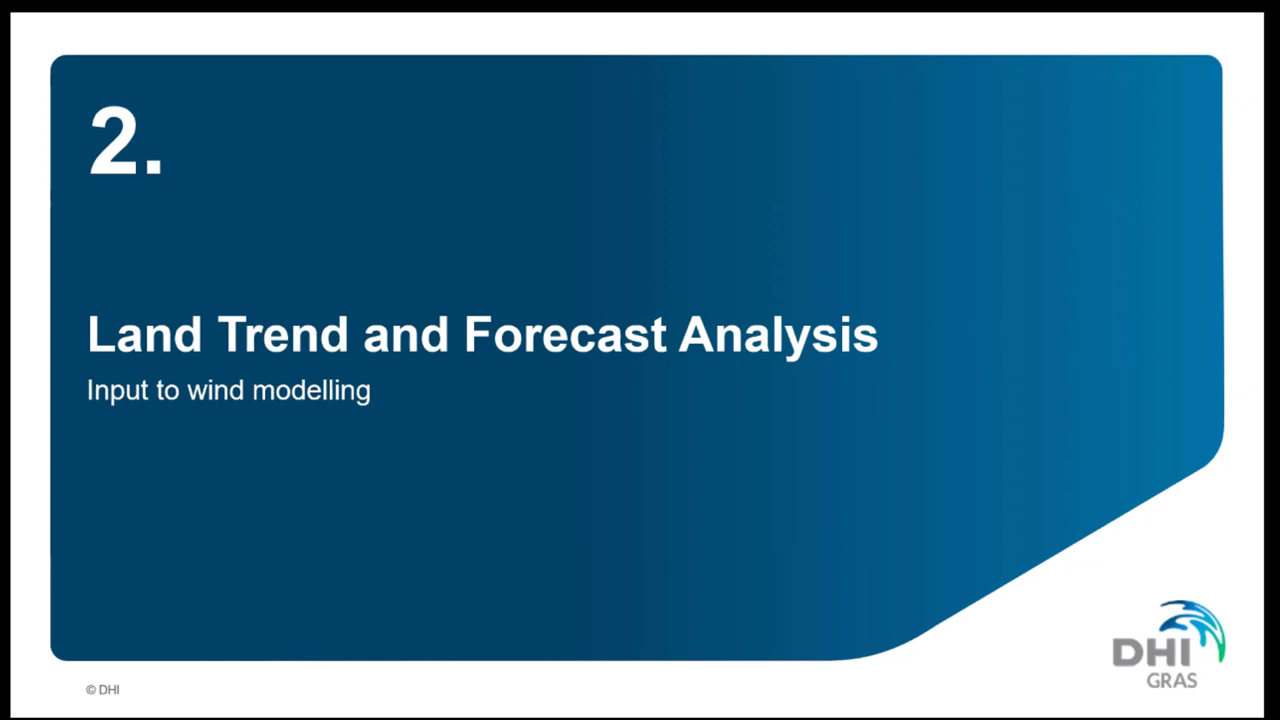 2.
Land Trend and Forecast Analysis
Input to wind modelling
© DHI
DHI
GRAS